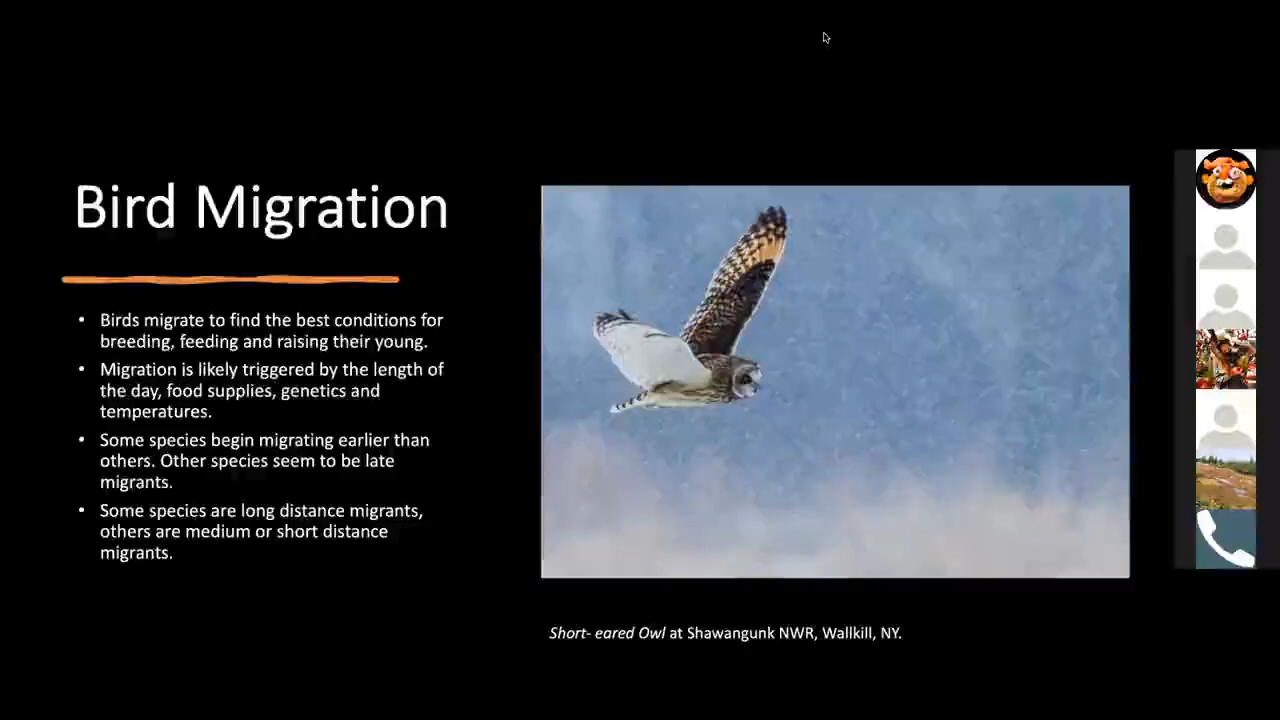 Bird Migration
• Birds migrate to find the best conditions for
breeding, feeding and raising their young.
• Migration is likely triggered by the length of
the day, food supplies, genetics and
temperatures.
• Some species begin migrating earlier than
others. Other species seem to be late
migrants.
• Some species are long distance migrants,
others are medium or short distance
migrants.
Short- eared Owl at Shawangunk NWR, Wallkill, NY.